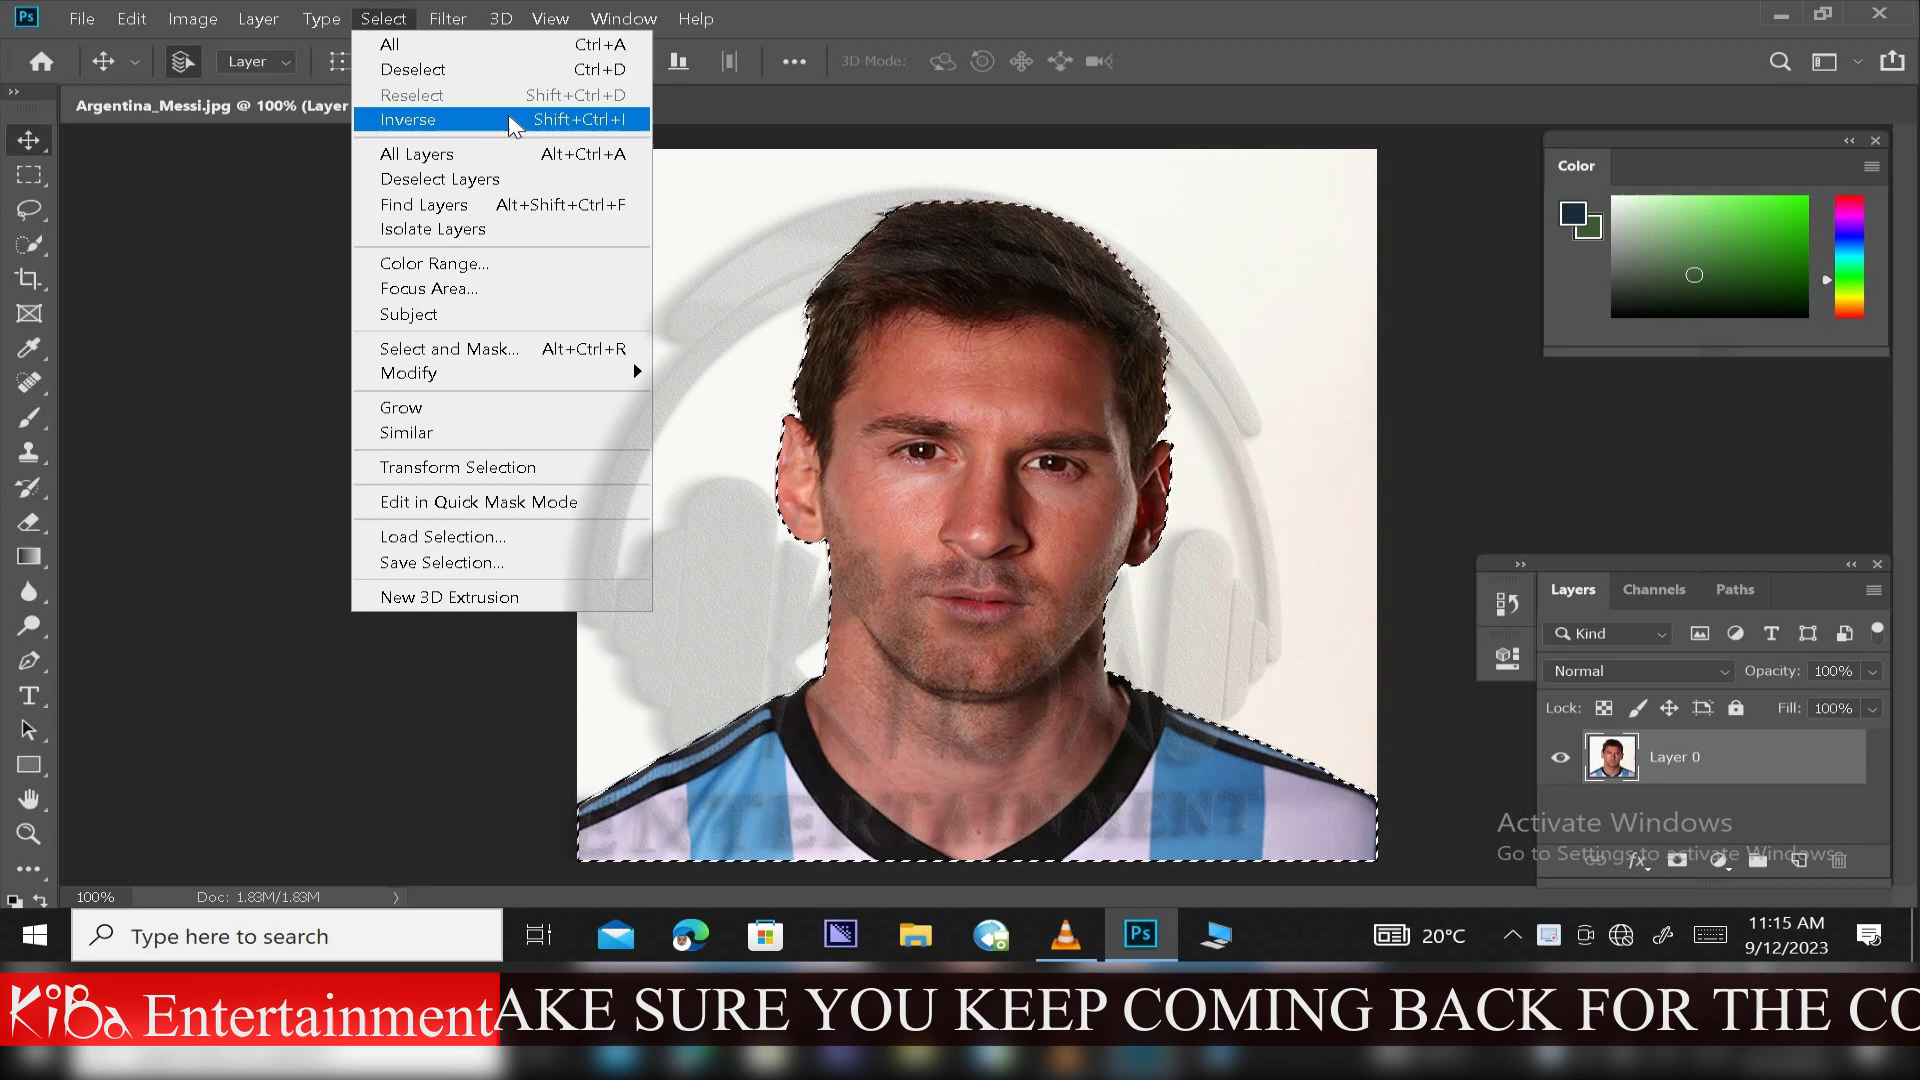 Ps File Edit Image Layer Type Select Filter 3D View Window Help
Layer 3D Mode:
Argentina_Messi.jpg @ 100% (Layer
All Ctrl+A
Deselect Ctrl+D
Reselect Shift+Ctrl+D
Inverse Shift+Ctrl+I
All Layers Alt+Ctrl+A
Deselect Layers
Find Layers Alt+Shift+Ctrl+F
Isolate Layers
Color Range...
Focus Area...
Subject
Select and Mask... Alt+Ctrl+R
Modify
Grow
Similar
Transform Selection
Edit in Quick Mask Mode
Load Selection...
Save Selection...
New 3D Extrusion
Color
Layers Channels Paths
Kind
Normal Opacity: 100%
Lock: Fill: 100%
Layer 0
ENTERTAINMENT
Activate Windows
Go to Settings to activate Windows.
100% Doc: 1.83M/1.83M
Type here to search
Ps
20°C
11:15 AM
9/12/2023
KiBa Entertainment
AKE SURE YOU KEEP COMING BACK FOR THE CO